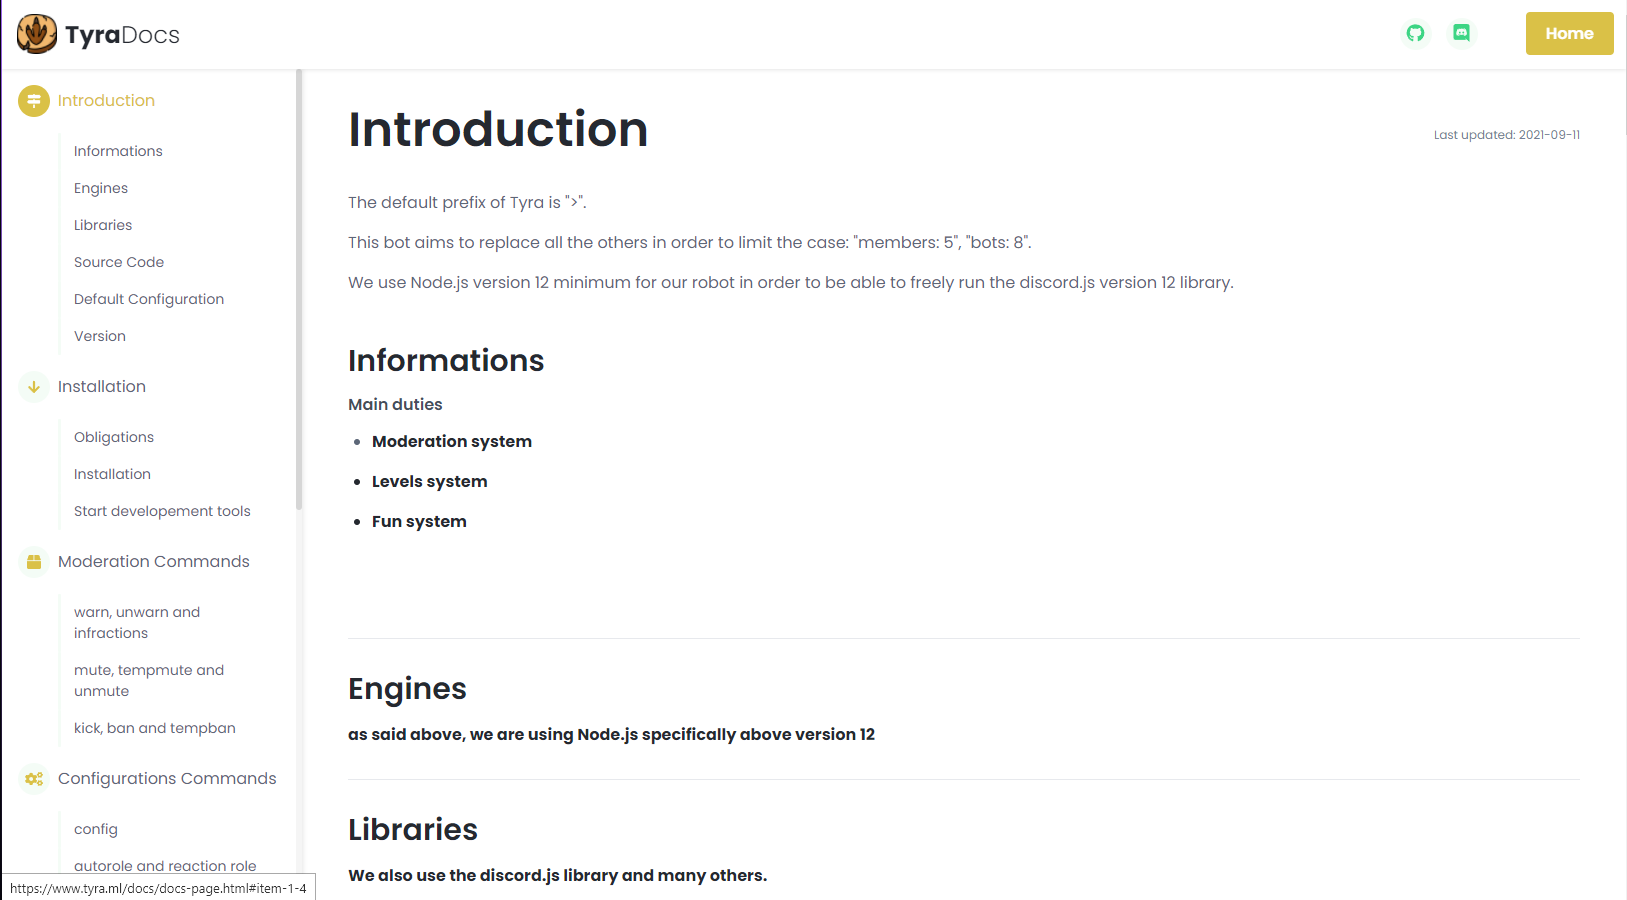 TyraDocs
Home
Introduction
Informations
Engines
Libraries
Source Code
Default Configuration
Version
Installation
Obligations
Installation
Start developement tools
Moderation Commands
warn, unwarn and
infractions
mute, tempmute and
unmute
kick, ban and tempban
Configurations Commands
config
autorole and reaction role
https://www.tyra.ml/docs/docs-page.html#item-1-4
Introduction
Last updated: 2021-09-11
The default prefix of Tyra is ">".
This bot aims to replace all the others in order to limit the case: "members: 5", "bots: 8".
We use Node.js version 12 minimum for our robot in order to be able to freely run the discord.js version 12 library.
Informations
Main duties
Moderation system
Levels system
Fun system
Engines
as said above, we are using Node.js specifically above version 12
Libraries
We also use the discord.js library and many others.